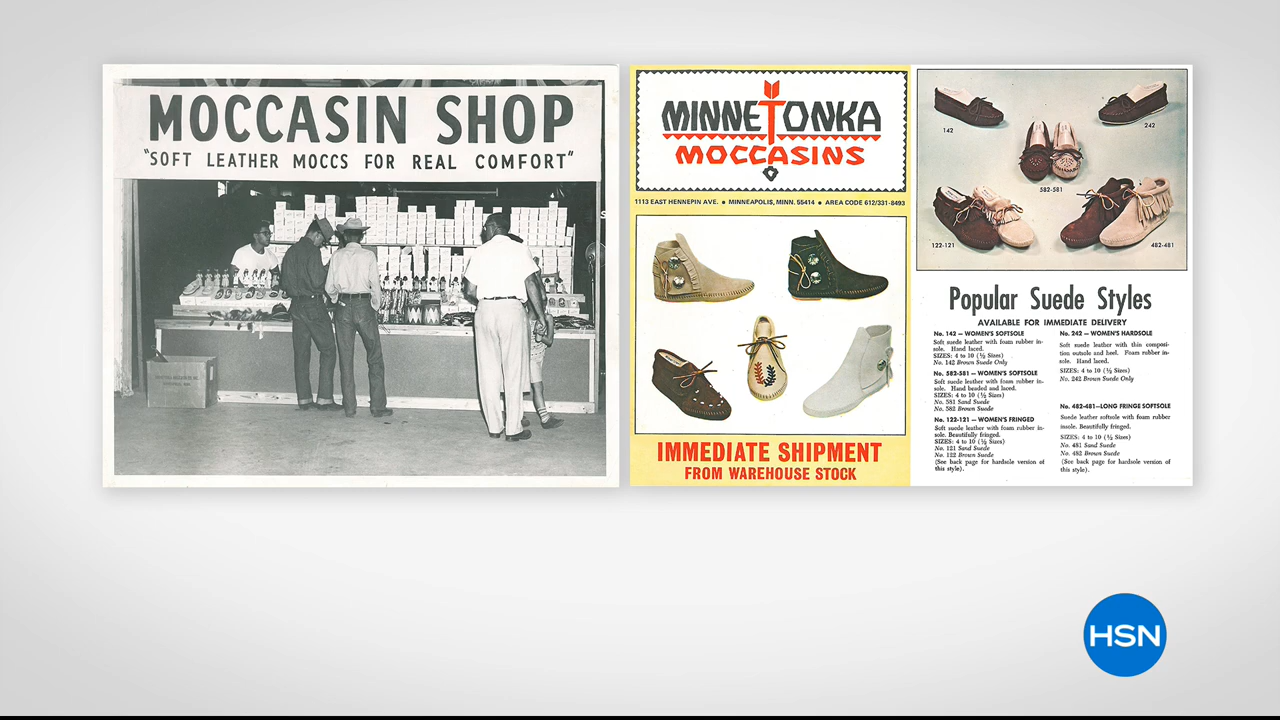 MOCCASIN SHOP
"SOFT LEATHER MOCCS FOR REAL COMFORT"
MINNETONKA
MOCCASINS
1113 EAST HENNEPIN AVE. ● MINNEAPOLIS, MINN. 55414 ● AREA CODE 612/331-8493
IMMEDIATE SHIPMENT
FROM WAREHOUSE STOCK
142
242
582-581
122-121
482-481
Popular Suede Styles
AVAILABLE FOR IMMEDIATE DELIVERY
No. 142 — WOMEN'S SOFTSOLE
Soft suede leather with foam rubber in-
sole. Hand laced.
SIZES: 4 to 10 (½ Sizes)
No. 142 Brown Suede Only
No. 582-581 — WOMEN'S SOFTSOLE
Soft suede leather with foam rubber in-
sole. Hand beaded and laced.
SIZES: 4 to 10 (½ Sizes)
No. 581 Sand Suede
No. 582 Brown Suede
No. 122-121 — WOMEN'S FRINGED
Soft suede leather with foam rubber in-
sole. Beautifully fringed.
SIZES: 4 to 10 (½ Sizes)
No. 121 Sand Suede
No. 122 Brown Suede
(See back page for hardsole version of
this style).
No. 242 — WOMEN'S HARDSOLE
Soft suede leather with thin composi-
tion outsole and heel. Foam rubber in-
sole. Hand laced.
SIZES: 4 to 10 (½ Sizes)
No. 242 Brown Suede Only
No. 482-481—LONG FRINGE SOFTSOLE
Suede leather softsole with foam rubber
insole. Beautifully fringed.
SIZES: 4 to 10 (½ Sizes)
No. 481 Sand Suede
No. 482 Brown Suede
(See back page for hardsole version of
this style).
HSN